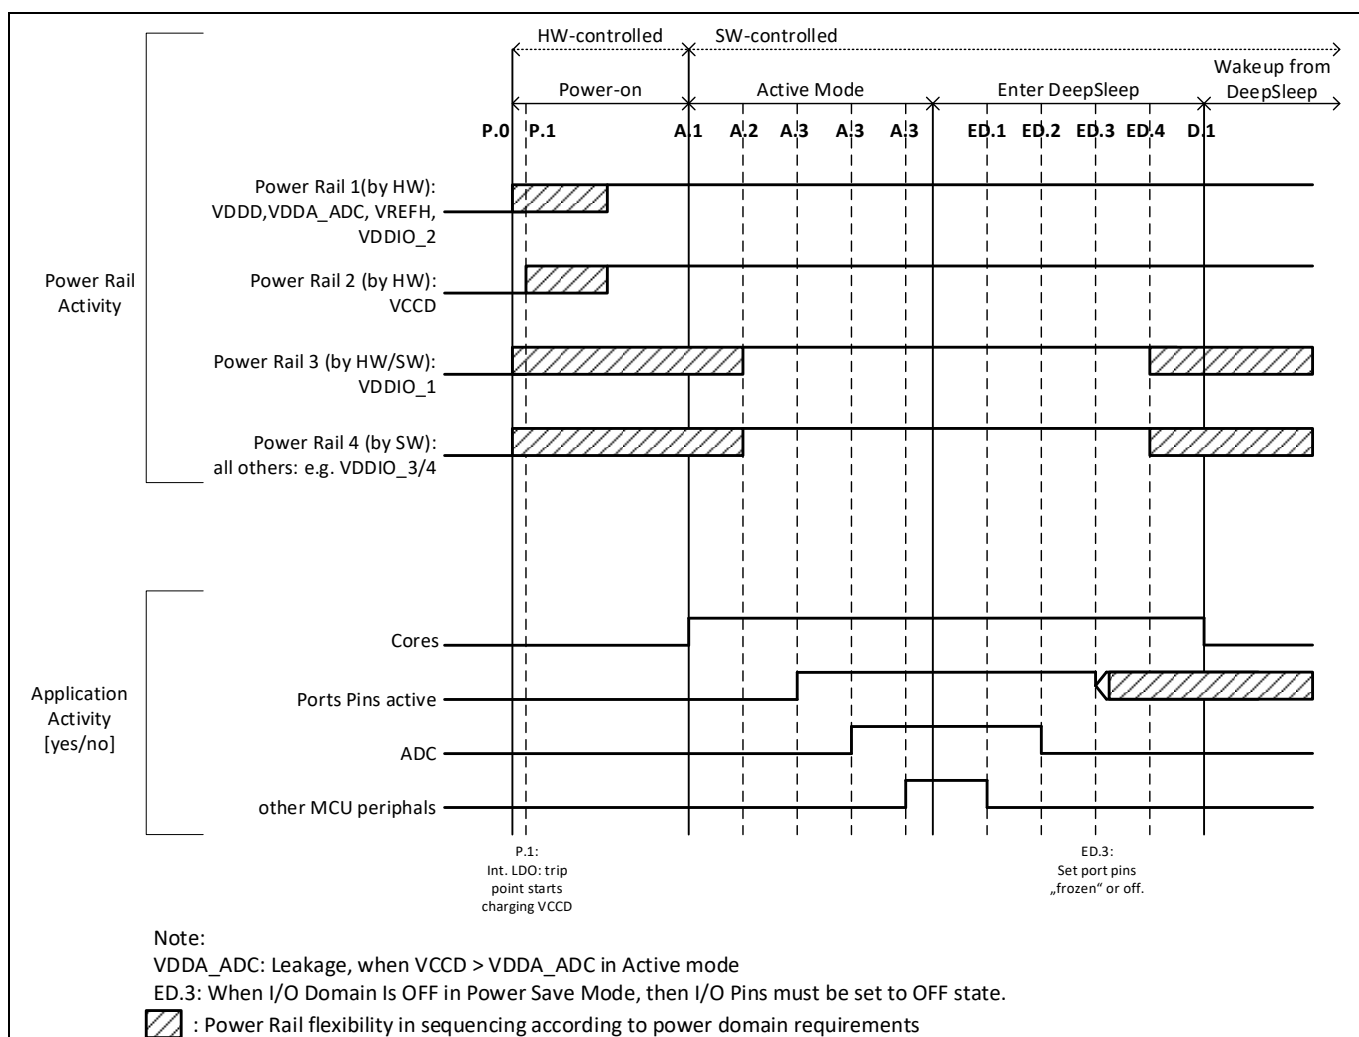 HW-controlled SW-controlled
Wakeup from
DeepSleep
Power-on Active Mode Enter DeepSleep
P.0 P.1 A.1 A.2 A.3 A.3 A.3 ED.1 ED.2 ED.3 ED.4 D.1
Power Rail
Activity
Power Rail 1(by HW):
VDDD,VDDA_ADC, VREFH,
VDDIO_2
Power Rail 2 (by HW):
VCCD
Power Rail 3 (by HW/SW):
VDDIO_1
Power Rail 4 (by SW):
all others: e.g. VDDIO_3/4
Application
Activity
[yes/no]
Cores
Ports Pins active
ADC
other MCU periphals
P.1:
Int. LDO: trip
point starts
charging VCCD
ED.3:
Set port pins
„frozen“ or off.
Note:
VDDA_ADC: Leakage, when VCCD > VDDA_ADC in Active mode
ED.3: When I/O Domain Is OFF in Power Save Mode, then I/O Pins must be set to OFF state.
: Power Rail flexibility in sequencing according to power domain requirements